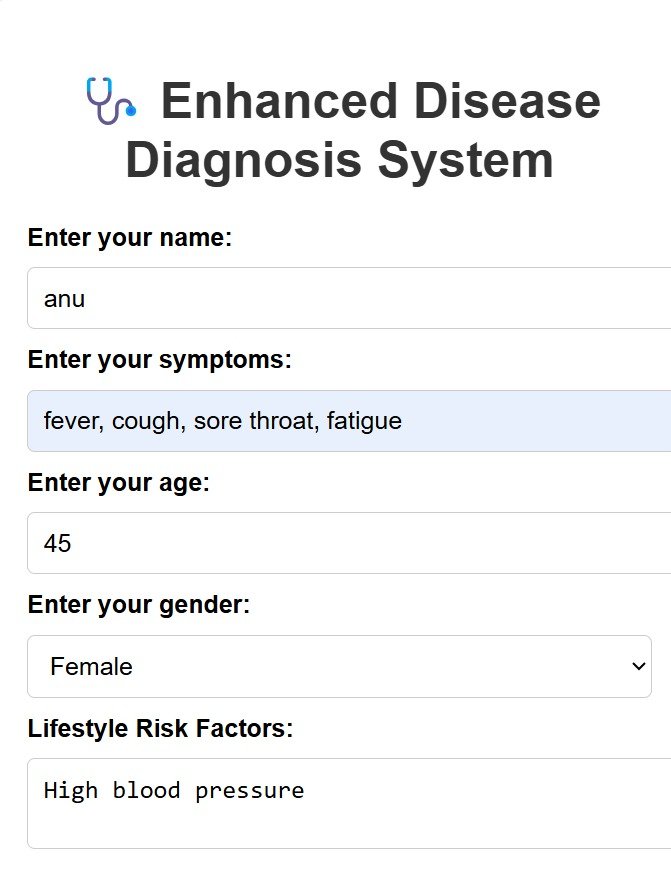 Enhanced Disease
Diagnosis System
Enter your name:
anu
Enter your symptoms:
fever, cough, sore throat, fatigue
Enter your age:
45
Enter your gender:
Female
Lifestyle Risk Factors:
High blood pressure